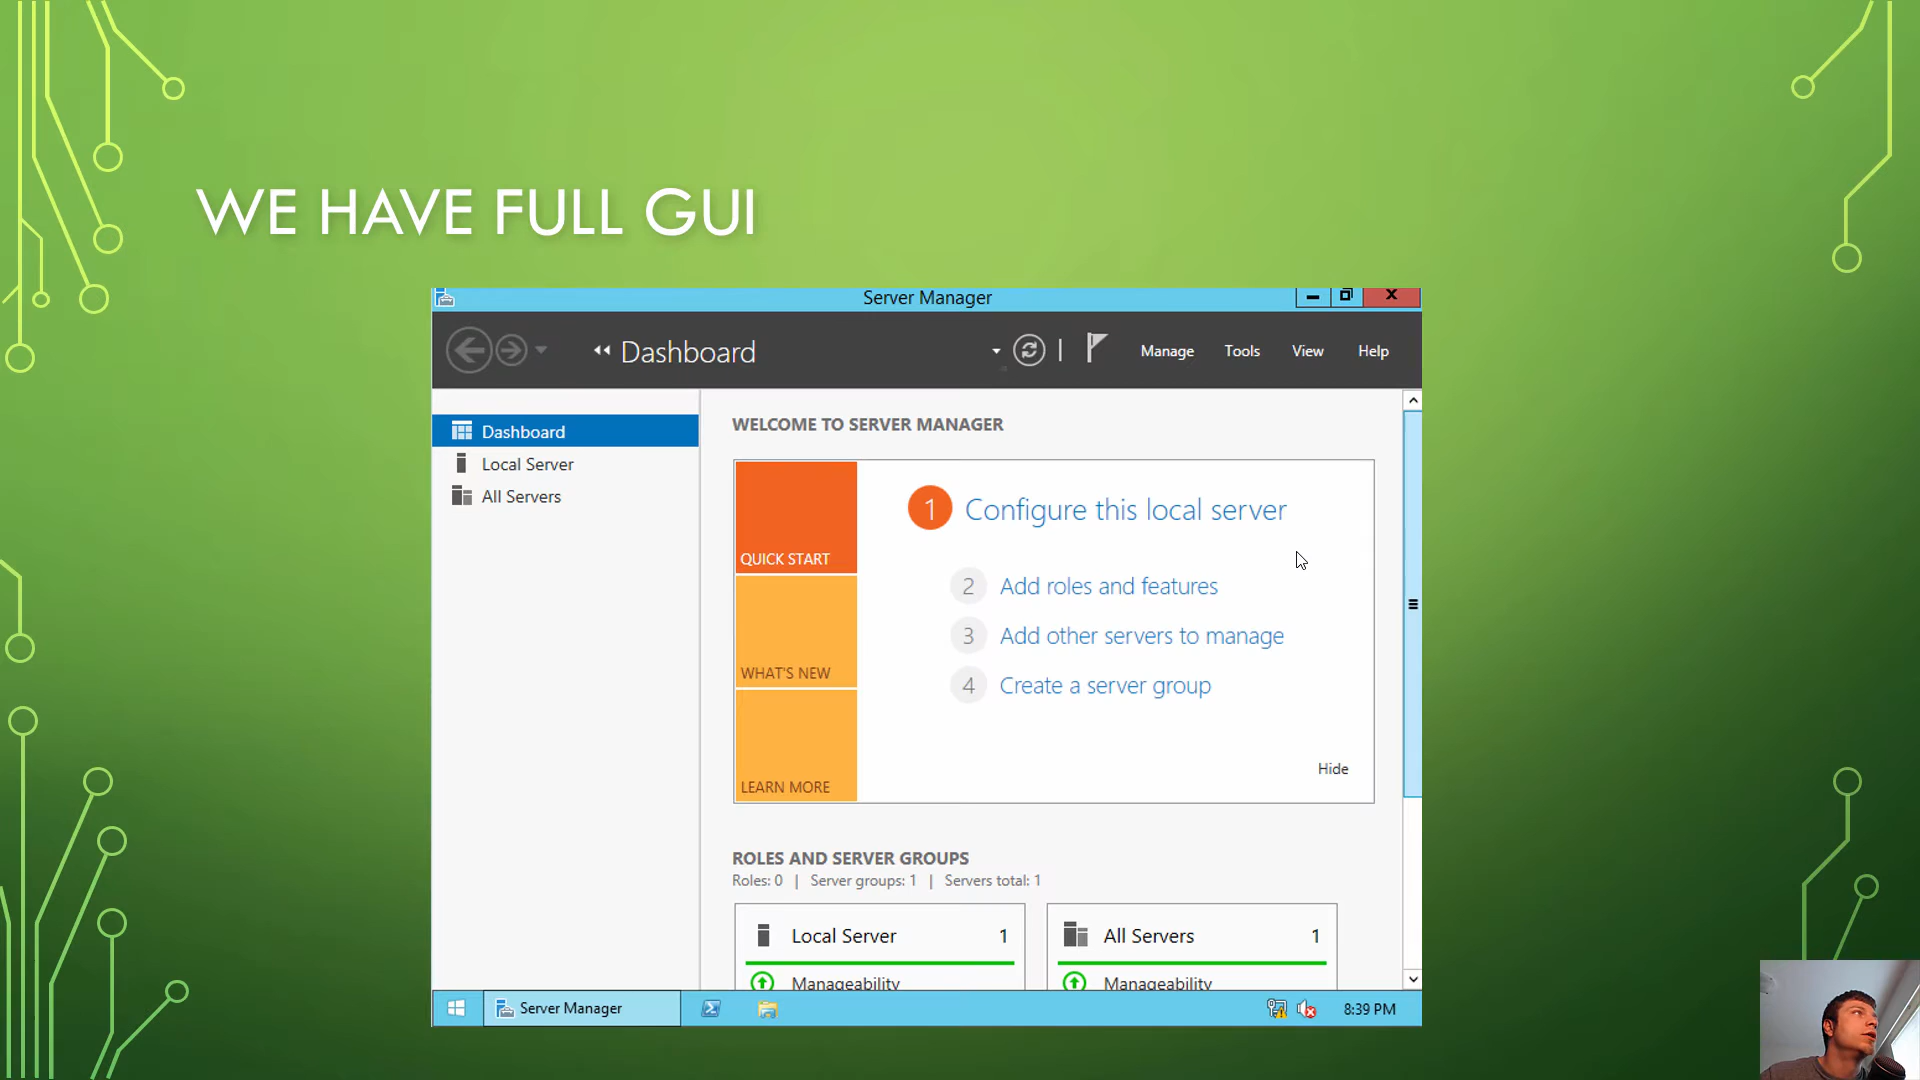 WE HAVE FULL GUI
Server Manager
Dashboard
Manage Tools View Help
Dashboard
Local Server
All Servers
WELCOME TO SERVER MANAGER
QUICK START
WHAT'S NEW
LEARN MORE
1 Configure this local server
2 Add roles and features
3 Add other servers to manage
4 Create a server group
Hide
ROLES AND SERVER GROUPS
Roles: 0 | Server groups: 1 | Servers total: 1
Local Server 1
Manageability
All Servers 1
Manageability
Server Manager
8:39 PM